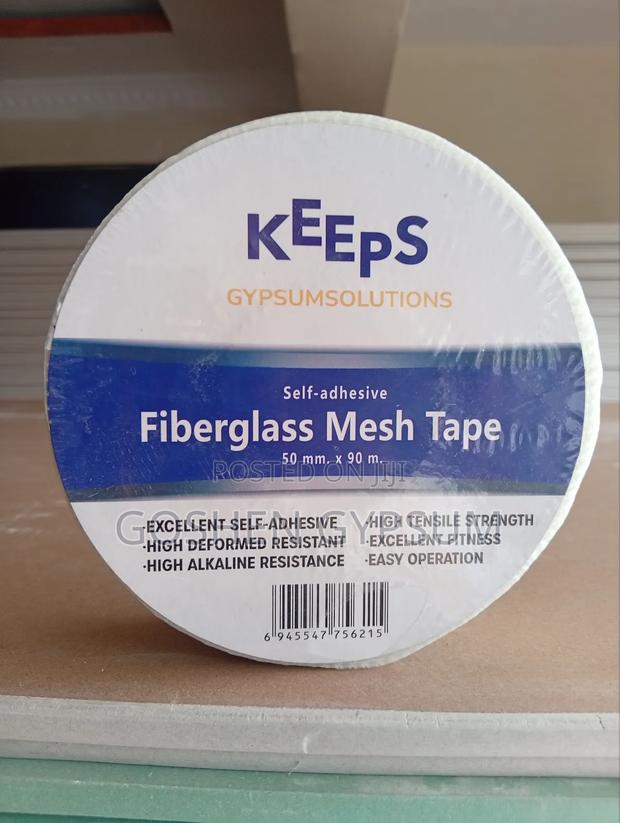 KEEPS
GYPSUMSOLUTIONS
Self-adhesive
Fiberglass Mesh Tape
50 mm. x 90 m.
POSTED ON JIJI
GOSHEN GYPSUM
·EXCELLENT SELF-ADHESIVE
·HIGH DEFORMED RESISTANT
·HIGH ALKALINE RESISTANCE
·HIGH TENSILE STRENGTH
·EXCELLENT FITNESS
·EASY OPERATION
6 945547 756215